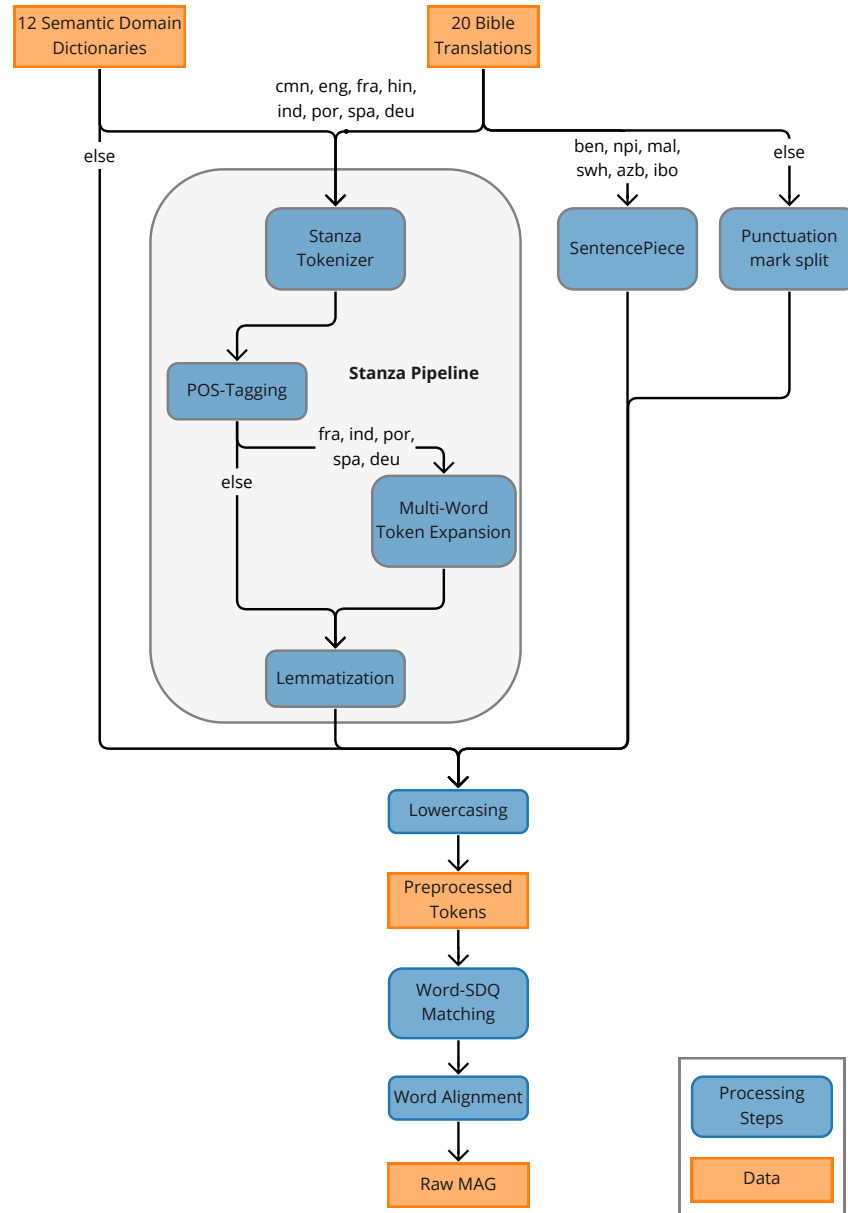 12 Semantic Domain
Dictionaries
20 Bible
Translations
cmn, eng, fra, hin,
ind, por, spa, deu
else
ben, npi, mal,
swh, azb, ibo
else
Stanza
Tokenizer
SentencePiece
Punctuation
mark split
Stanza Pipeline
POS-Tagging
fra, ind, por,
spa, deu
else
Multi-Word
Token Expansion
Lemmatization
Lowercasing
Preprocessed
Tokens
Word-SDQ
Matching
Word Alignment
Raw MAG
Processing
Steps
Data